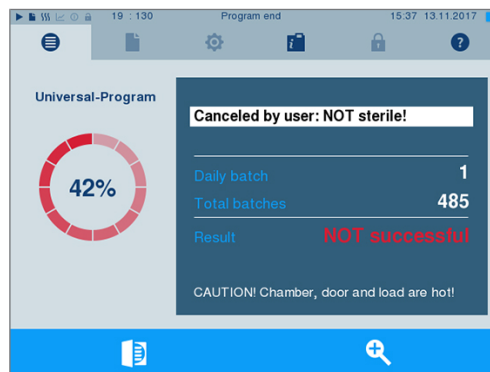 19 : 130 Program end 15:37 13.11.2017
Universal-Program
42%
Canceled by user: NOT sterile!
Daily batch 1
Total batches 485
Result NOT successful
CAUTION! Chamber, door and load are hot!